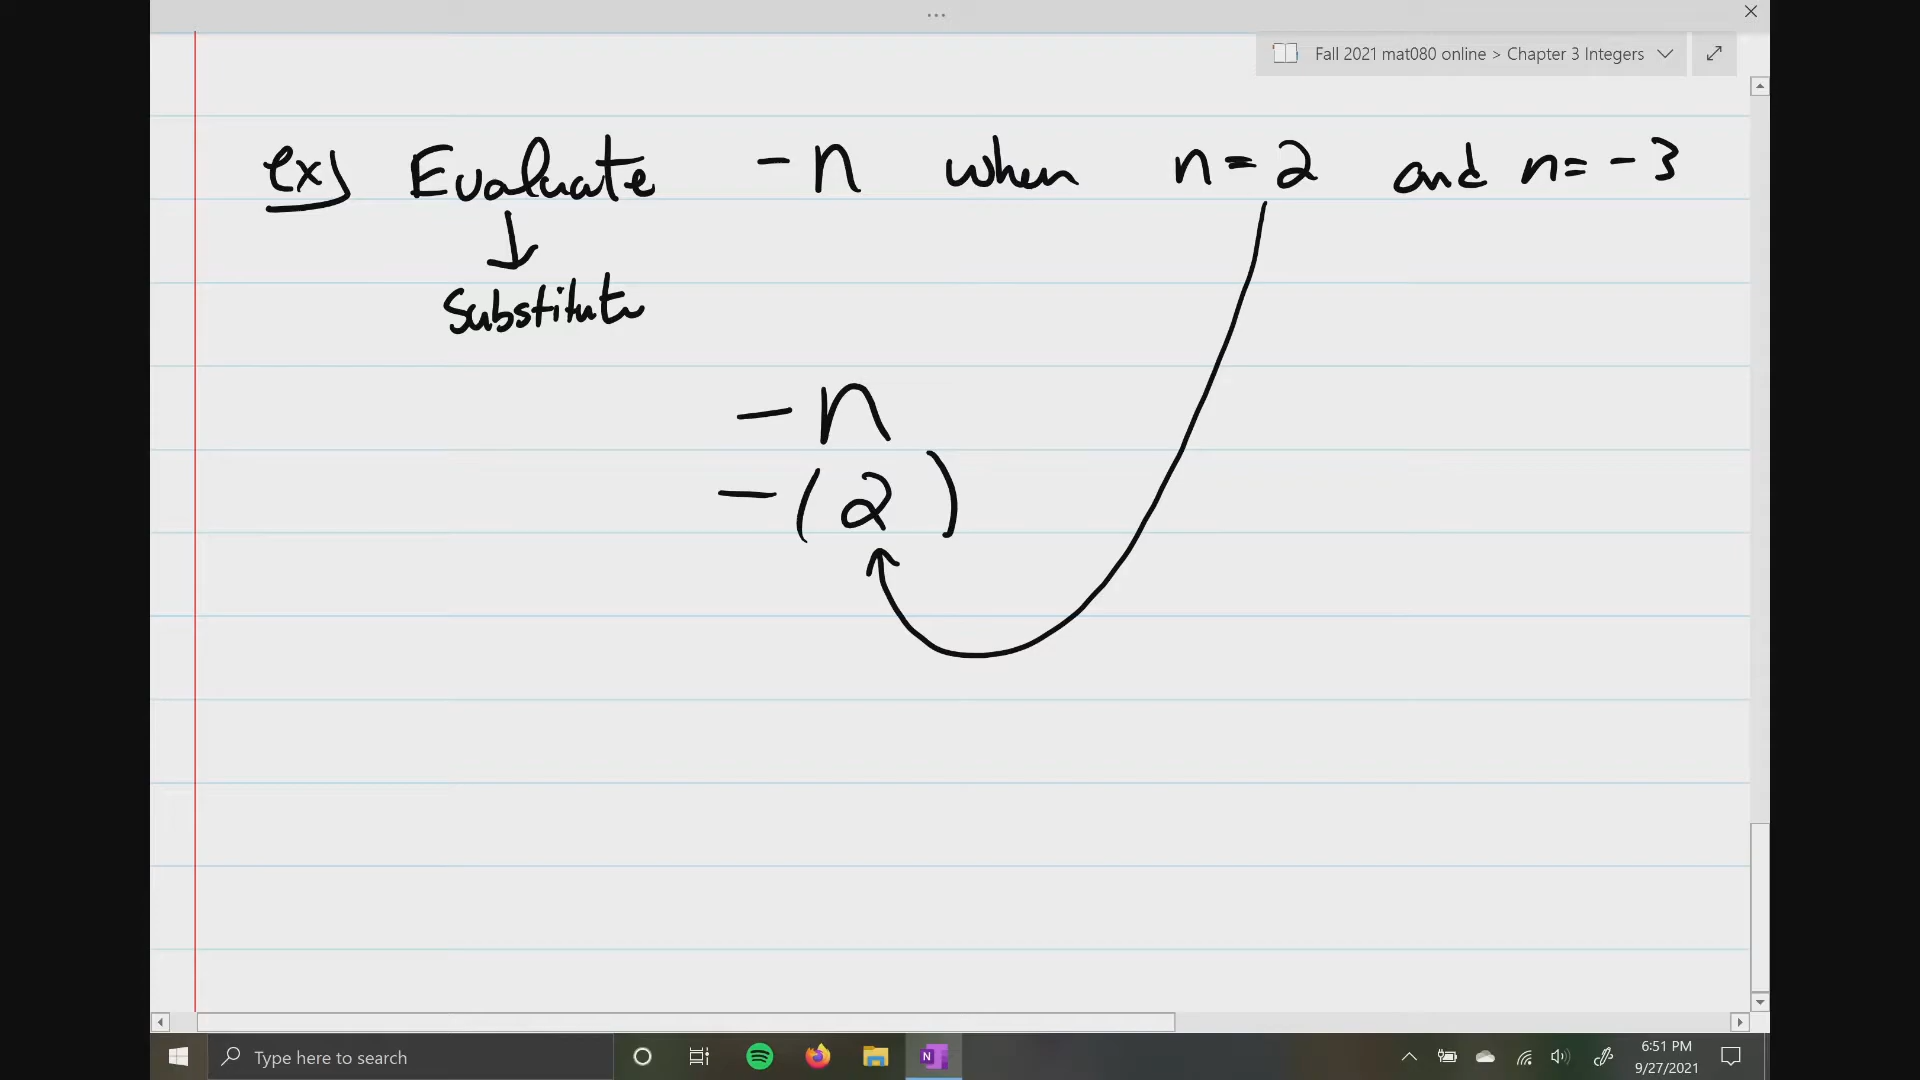 Fall 2021 mat080 online > Chapter 3 Integers
ex) Evaluate - n when n = 2 and n = - 3
Substitute
- n
- ( 2 )
Type here to search
6:51 PM
9/27/2021